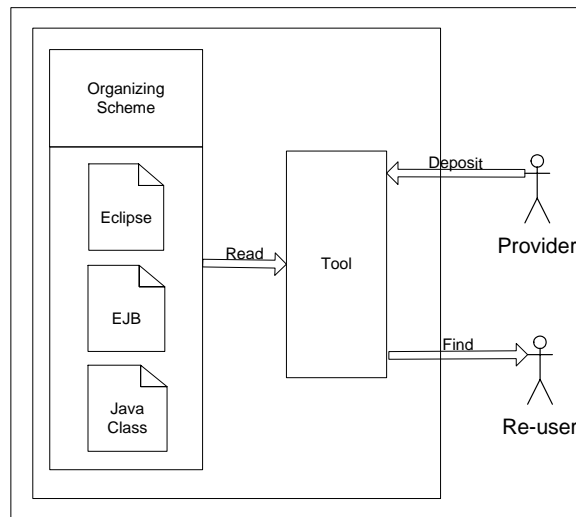 Organizing
Scheme
Eclipse
EJB
Java
Class
Read
Tool
Deposit
Provider
Find
Re-user